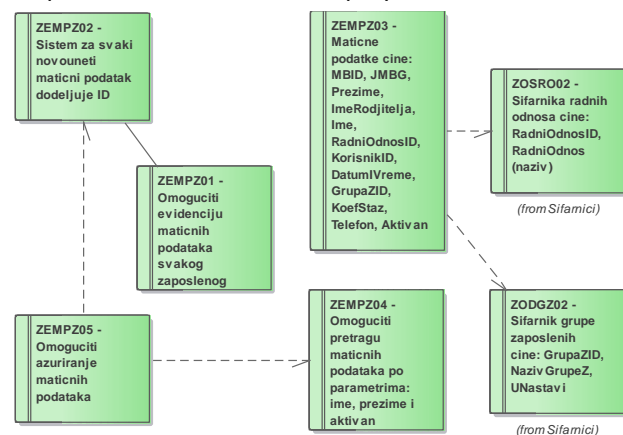 ZEMPZ02 -
Sistem za svaki
novouneti
maticni podatak
dodeljuje ID
ZEMPZ01 -
Omoguciti
evidenciju
maticnih
podataka
svakog
zaposlenog
ZEMPZ05 -
Omoguciti
azuriranje
maticnih
podataka
ZEMPZ03 -
Maticne
podatke cine:
MBID, JMBG,
Prezime,
ImeRodjitelja,
Ime,
RadniOdnosID,
KorisnikID,
DatumIVreme,
GrupaZID,
KoefStaz,
Telefon, Aktivan
ZEMPZ04 -
Omoguciti
pretragu
maticnih
podataka po
parametrima:
ime, prezime i
aktivan
ZOSRO02 -
Sifarnika radnih
odnosa cine:
RadniOdnosID,
RadniOdnos
(naziv)
(from Sifarnici)
ZODGZ02 -
Sifarnik grupe
zaposlenih
cine: GrupaZID,
NazivGrupeZ,
UNastavi
(from Sifarnici)